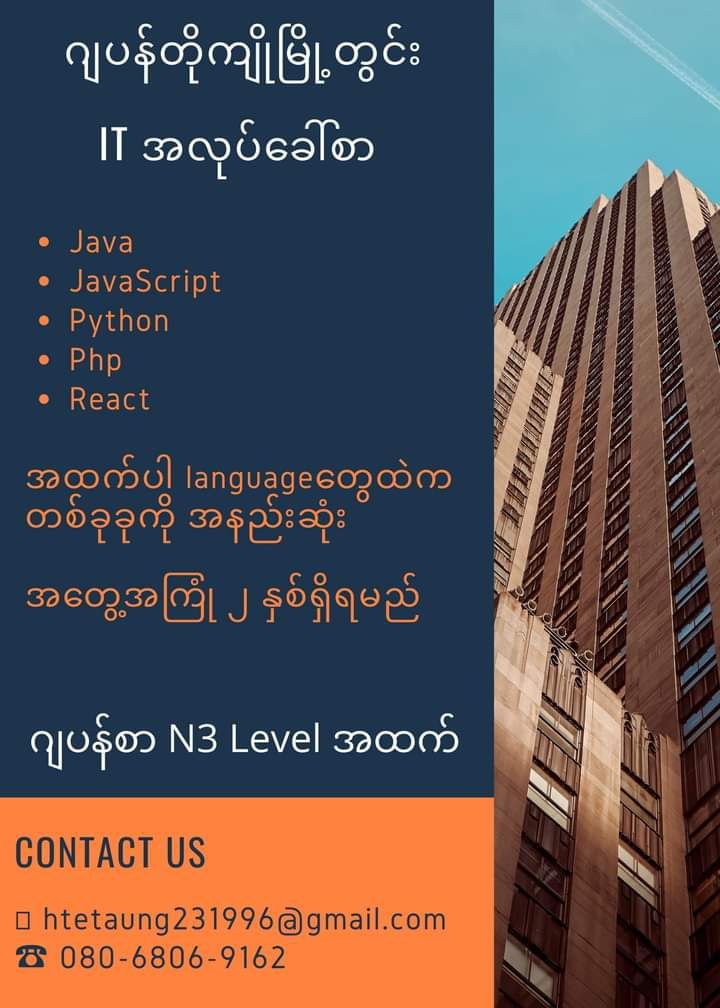 ဂျပန်တိုကျိုမြို့တွင်း
IT အလုပ်ခေါ်စာ
• Java
• JavaScript
• Python
• Php
• React
အထက်ပါ languageတွေထဲက
တစ်ခုခုကို အနည်းဆုံး
အတွေ့အကြုံ ၂ နှစ်ရှိရမည်
ဂျပန်စာ N3 Level အထက်
CONTACT US
htetaung231996@gmail.com
☎ 080-6806-9162